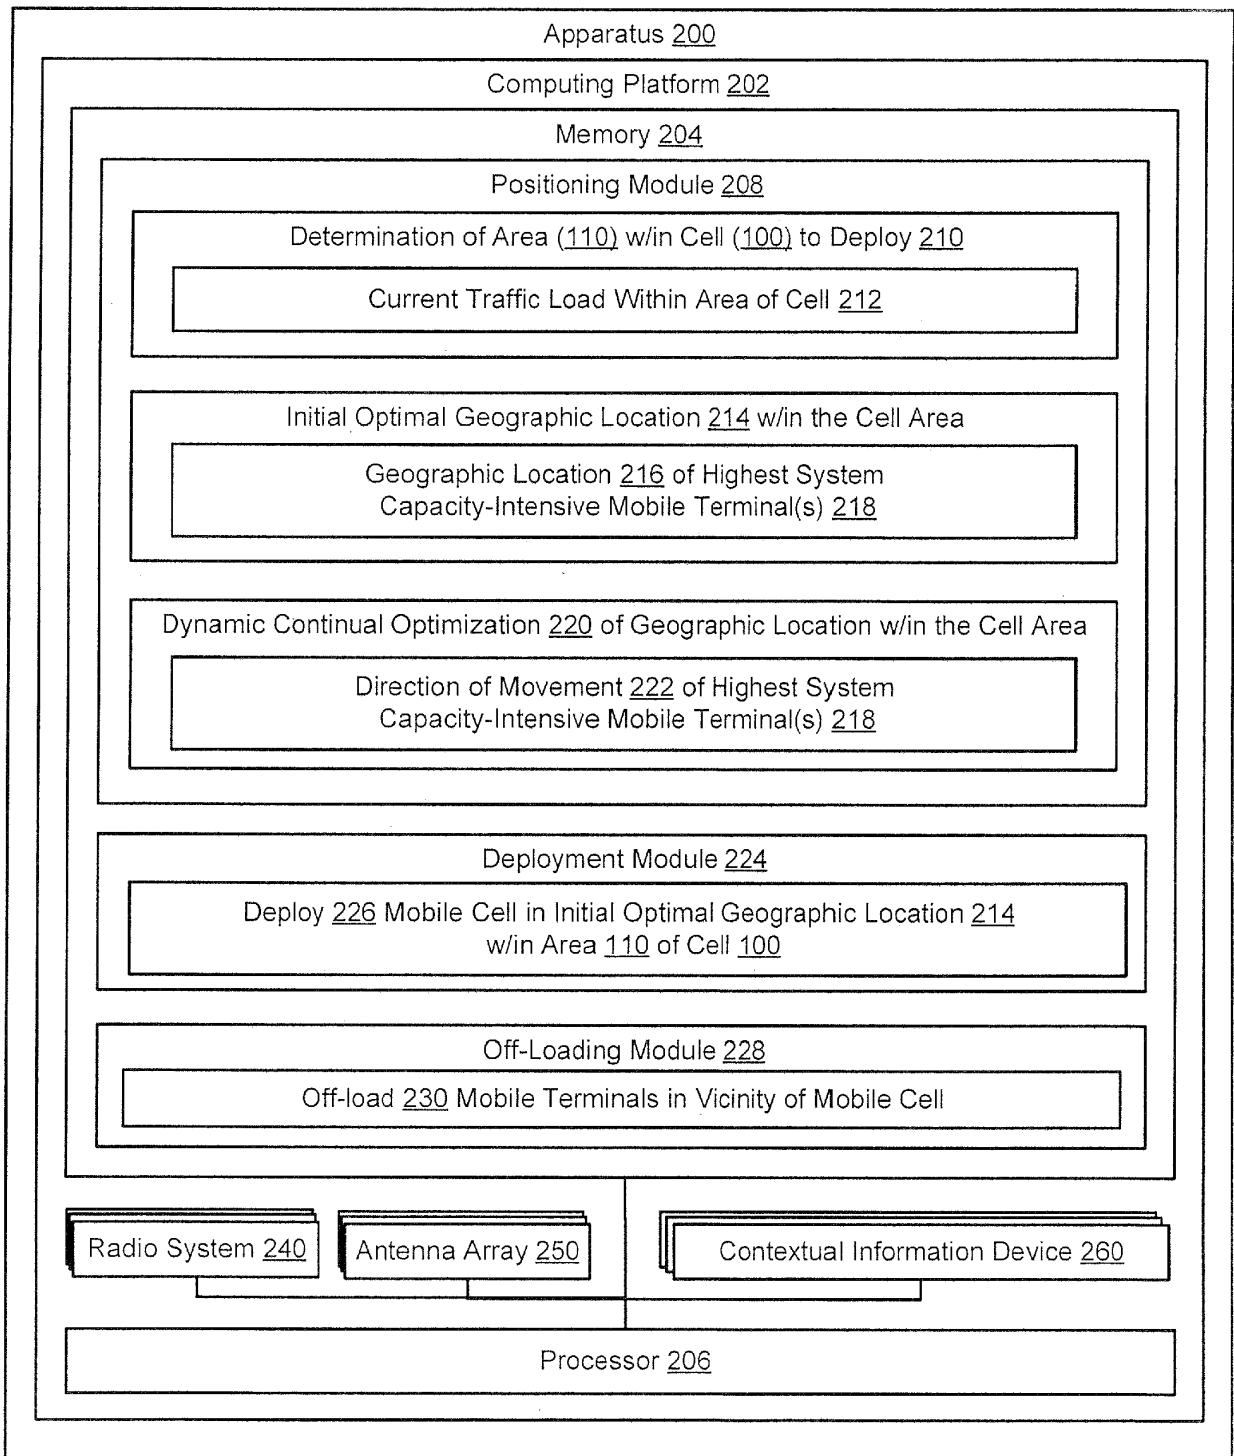 Apparatus 200
Computing Platform 202
Memory 204
Positioning Module 208
Determination of Area (110) w/in Cell (100) to Deploy 210
Current Traffic Load Within Area of Cell 212
Initial Optimal Geographic Location 214 w/in the Cell Area
Geographic Location 216 of Highest System
Capacity-Intensive Mobile Terminal(s) 218
Dynamic Continual Optimization 220 of Geographic Location w/in the Cell Area
Direction of Movement 222 of Highest System
Capacity-Intensive Mobile Terminal(s) 218
Deployment Module 224
Deploy 226 Mobile Cell in Initial Optimal Geographic Location 214
w/in Area 110 of Cell 100
Off-Loading Module 228
Off-load 230 Mobile Terminals in Vicinity of Mobile Cell
Radio System 240
Antenna Array 250
Contextual Information Device 260
Processor 206